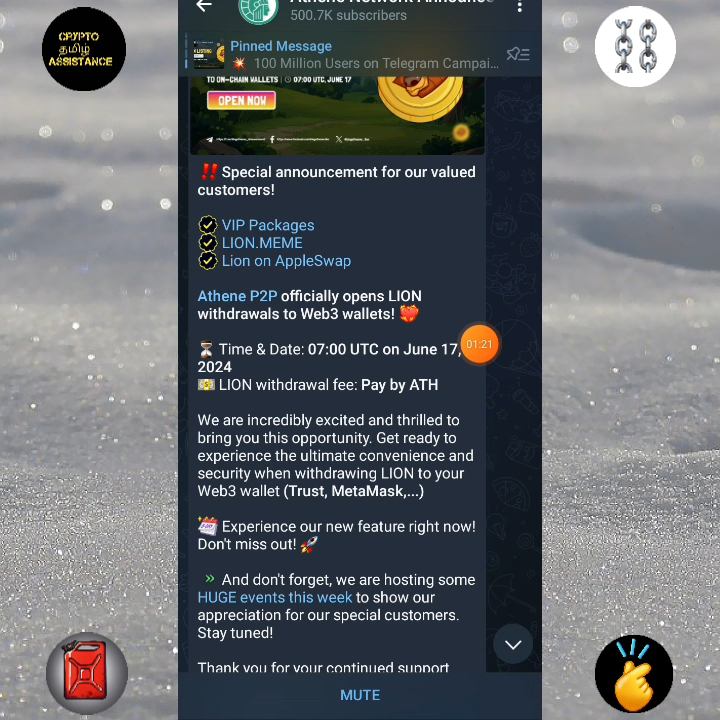 CRYPTO
தமிழ்
ASSISTANCE
500.7K subscribers
Pinned Message
💥 100 Million Users on Telegram Campai...
TO ON-CHAIN WALLETS | 07:00 UTC, JUNE 17
OPEN NOW
‼️ Special announcement for our valued
customers!
VIP Packages
LION.MEME
Lion on AppleSwap
Athene P2P officially opens LION
withdrawals to Web3 wallets!
⏳ Time & Date: 07:00 UTC on June 17,
01:21
2024
💵 LION withdrawal fee: Pay by ATH
We are incredibly excited and thrilled to
bring you this opportunity. Get ready to
experience the ultimate convenience and
security when withdrawing LION to your
Web3 wallet (Trust, MetaMask,...)
Experience our new feature right now!
Don't miss out! 🚀
» And don't forget, we are hosting some
HUGE events this week to show our
appreciation for our special customers.
Stay tuned!
Thank you for your continued support
MUTE